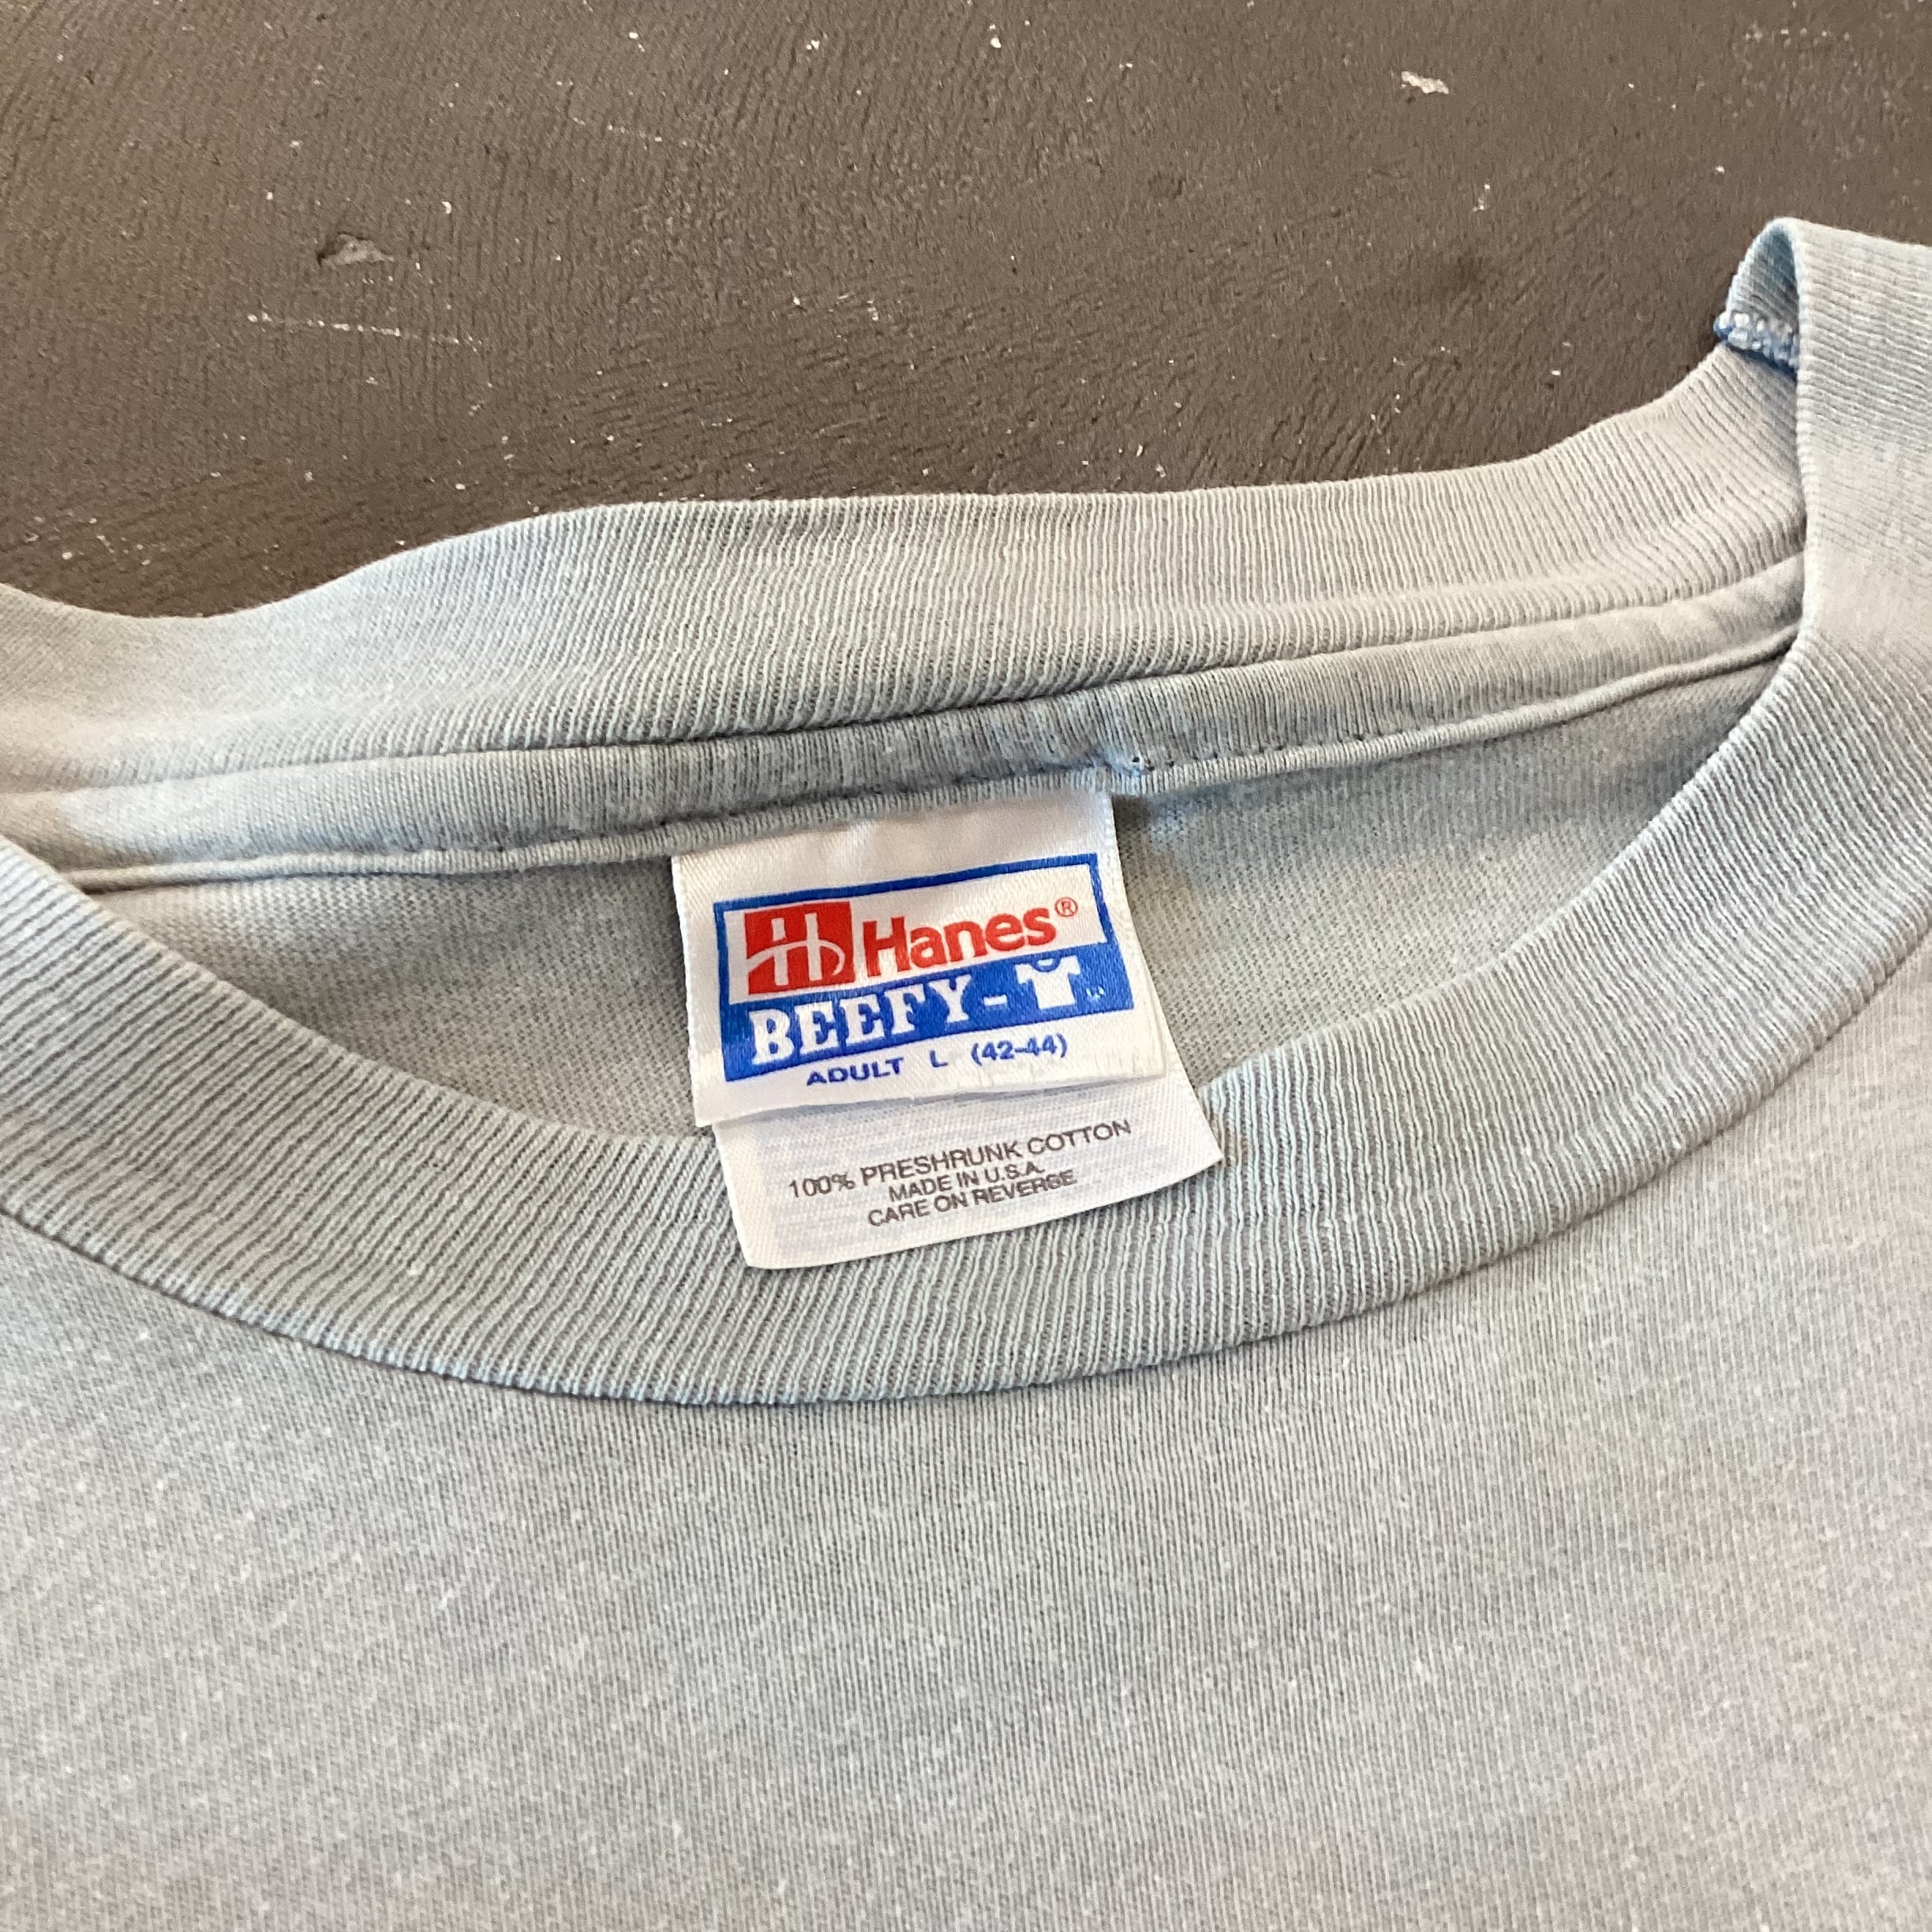 Hanes®
BEEFY-T
ADULT L (42-44)
100% PRESHRUNK COTTON
MADE IN U.S.A.
CARE ON REVERSE